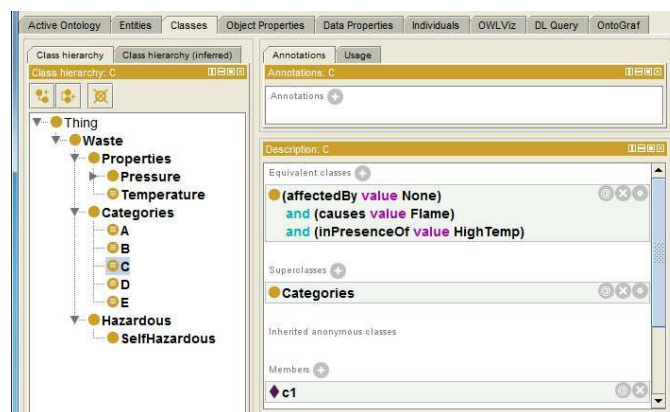 Active Ontology Entities Classes Object Properties Data Properties Individuals OWLViz DL Query OntoGraf
Class hierarchy Class hierarchy (inferred)
Class hierarchy: C
Thing
Waste
Properties
Pressure
Temperature
Categories
A
B
C
D
E
Hazardous
SelfHazardous
Annotations Usage
Annotations: C
Annotations
Description: C
Equivalent classes
(affectedBy value None)
and (causes value Flame)
and (inPresenceOf value HighTemp)
Superclasses
Categories
Inherited anonymous classes
Members
c1